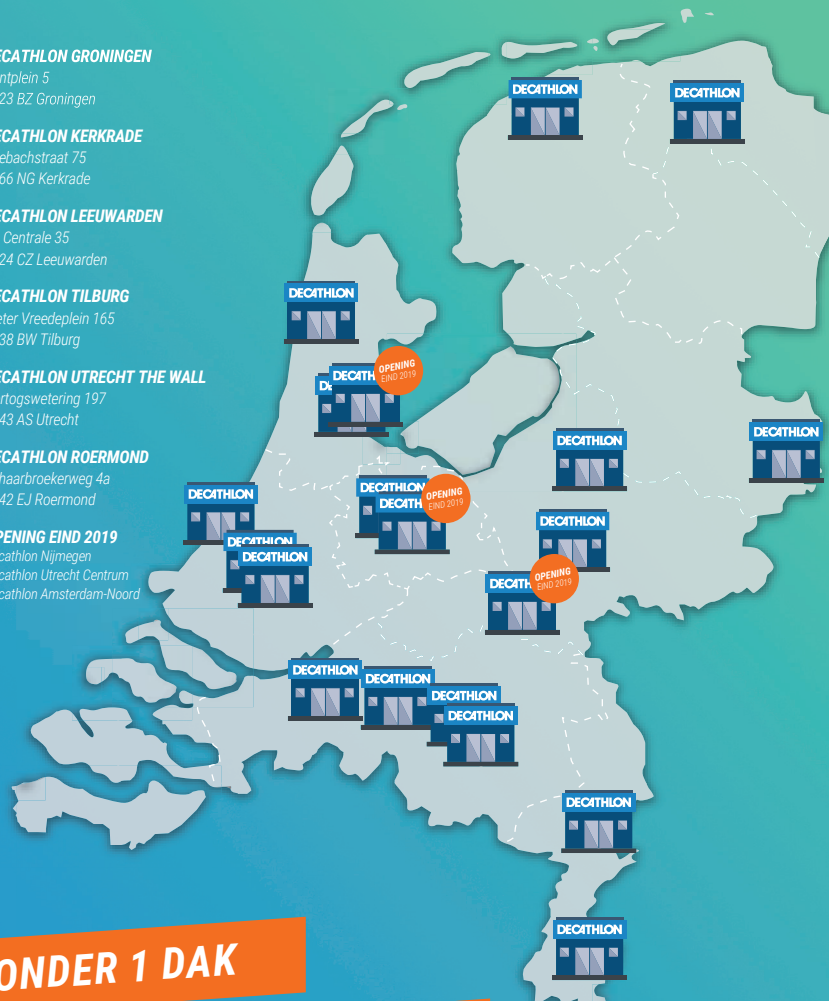 ECATHLON GRONINGEN
ntplein 5
23 BZ Groningen
ECATHLON KERKRADE
ebachstraat 75
66 NG Kerkrade
ECATHLON LEEUWARDEN
Centrale 35
24 CZ Leeuwarden
ECATHLON TILBURG
eter Vreedeplein 165
38 BW Tilburg
ECATHLON UTRECHT THE WALL
rtogswetering 197
43 AS Utrecht
ECATHLON ROERMOND
haarbroekerweg 4a
42 EJ Roermond
PENING EIND 2019
cathlon Nijmegen
cathlon Utrecht Centrum
cathlon Amsterdam-Noord
DECATHLON
DECATHLON
DECATHLON
DECATH
OPENING
EIND 2019
DE
DECATHLON
DECATHLON
DECATHLON
DECATHLON
DECATH
OPENING
EIND 2019
DECATHLON
DECATHLON
DECATHLON
DECATH
OPENING
EIND 2019
DECATHLON
DECATHLON
DECATHLON
DECATHLON
DECATHLON
DECATHLON
ONDER 1 DAK